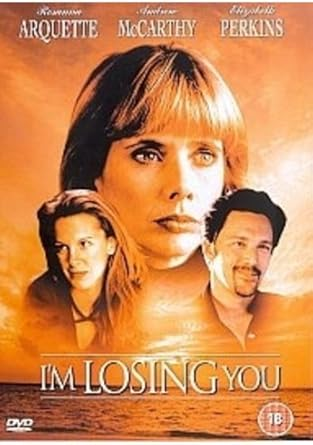 Rosanna Andrew Elizabeth
ARQUETTE McCARTHY PERKINS
I'M LOSING YOU
DVD
18